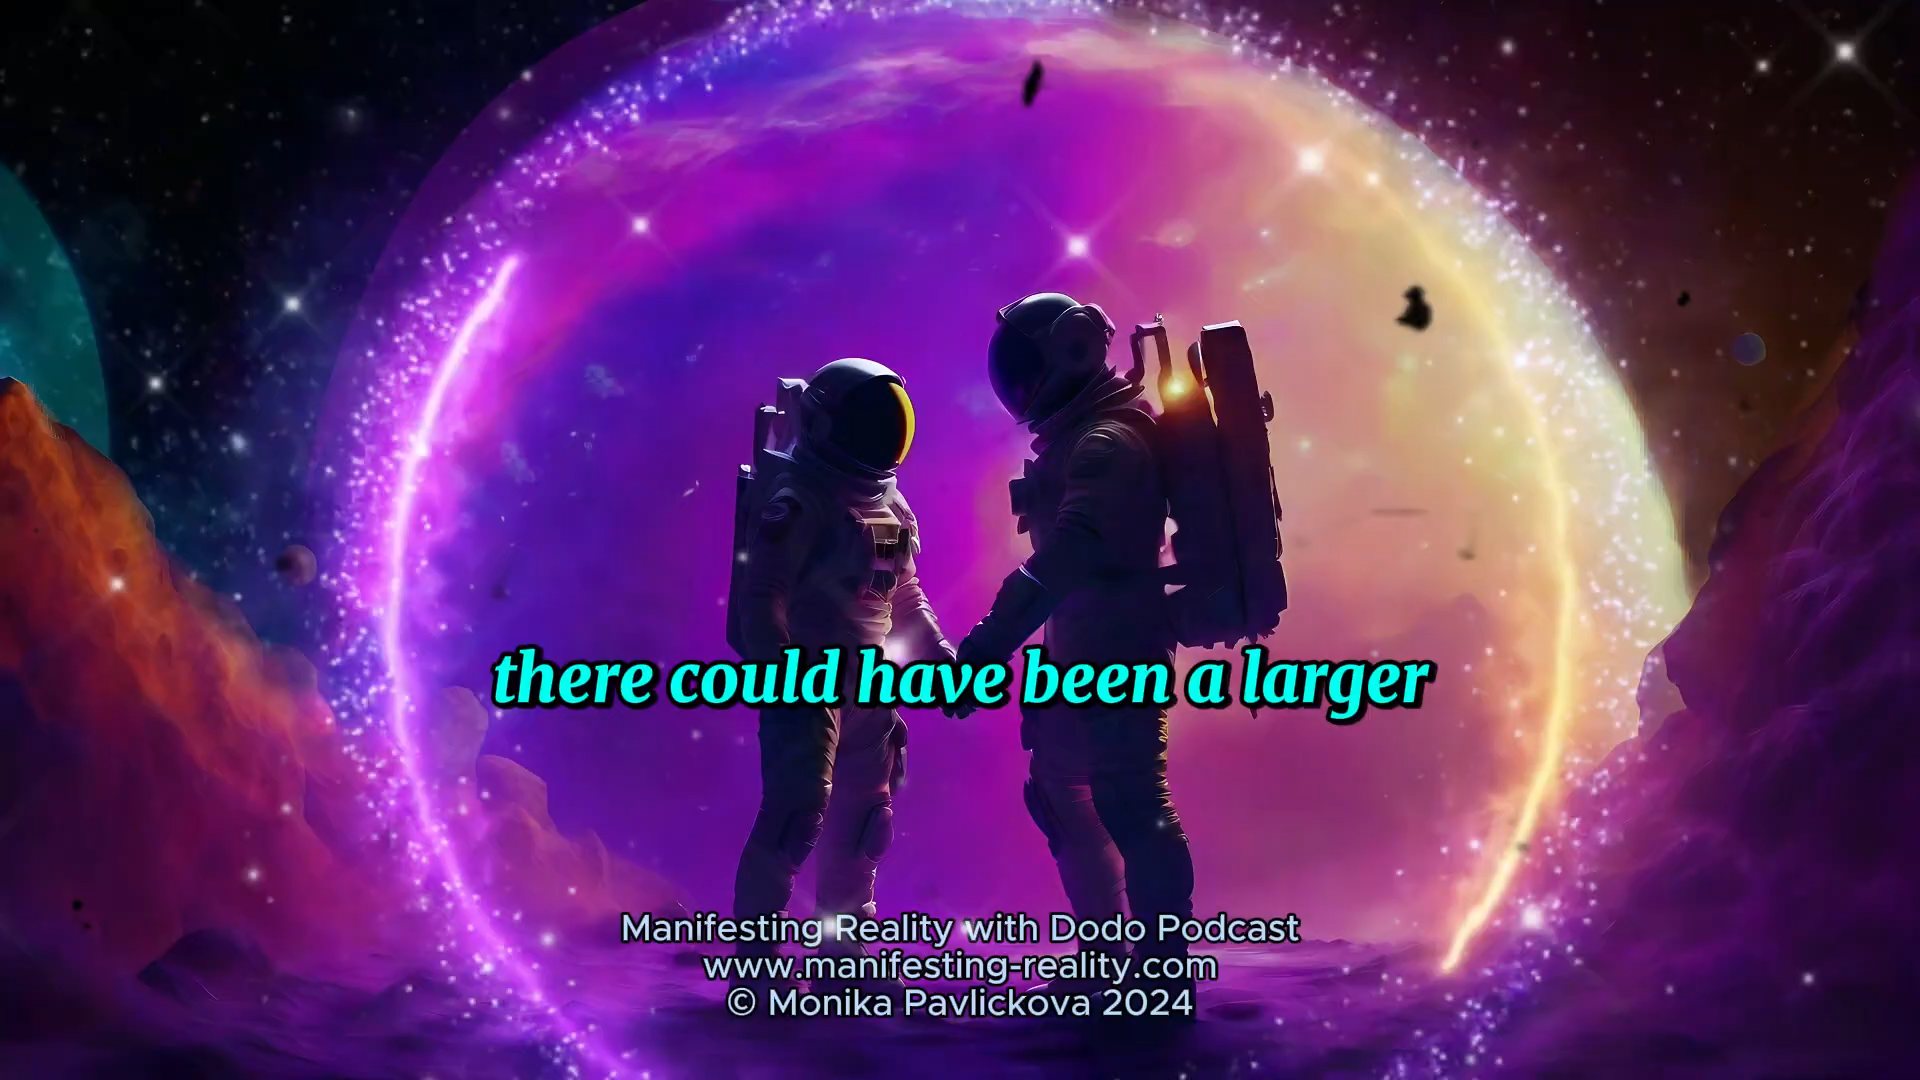 there could have been a larger
Manifesting Reality with Dodo Podcast
www.manifesting-reality.com
© Monika Pavlickova 2024